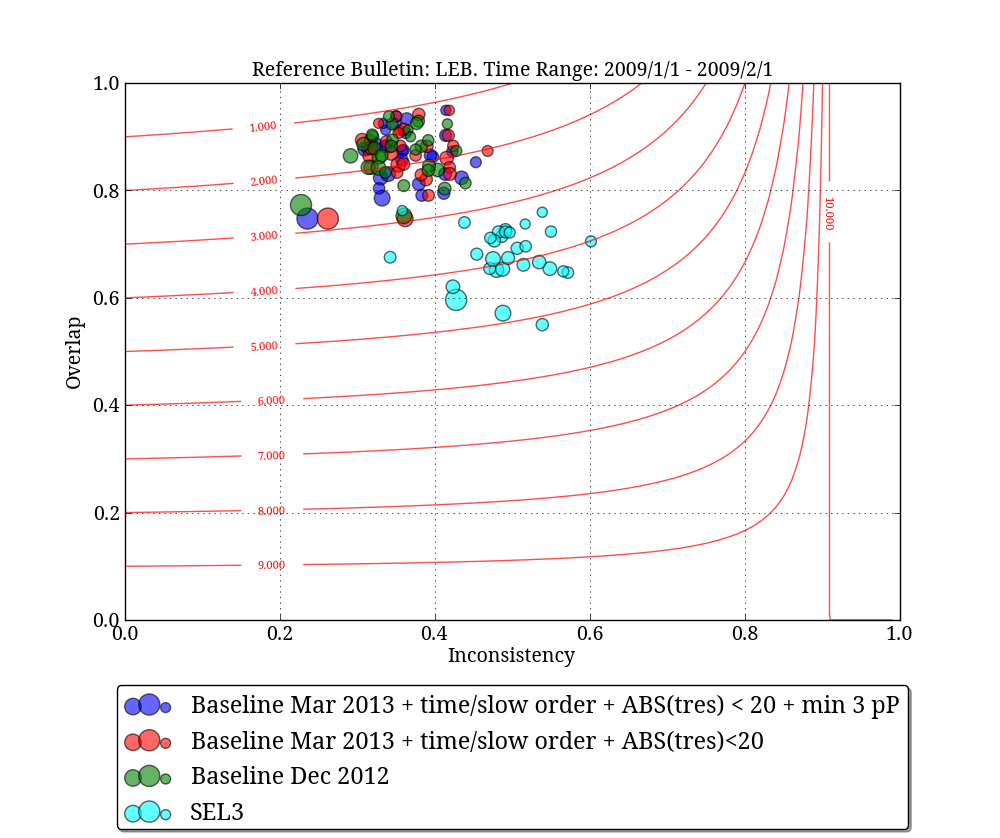 Reference Bulletin: LEB. Time Range: 2009/1/1 - 2009/2/1
1.0
0.8
0.6
0.4
0.2
0.0
Overlap
1.000
2.000
3.000
4.000
5.000
6.000
7.000
8.000
9.000
10.000
0.0 0.2 0.4 0.6 0.8 1.0
Inconsistency
Baseline Mar 2013 + time/slow order + ABS(tres) < 20 + min 3 pP
Baseline Mar 2013 + time/slow order + ABS(tres)<20
Baseline Dec 2012
SEL3